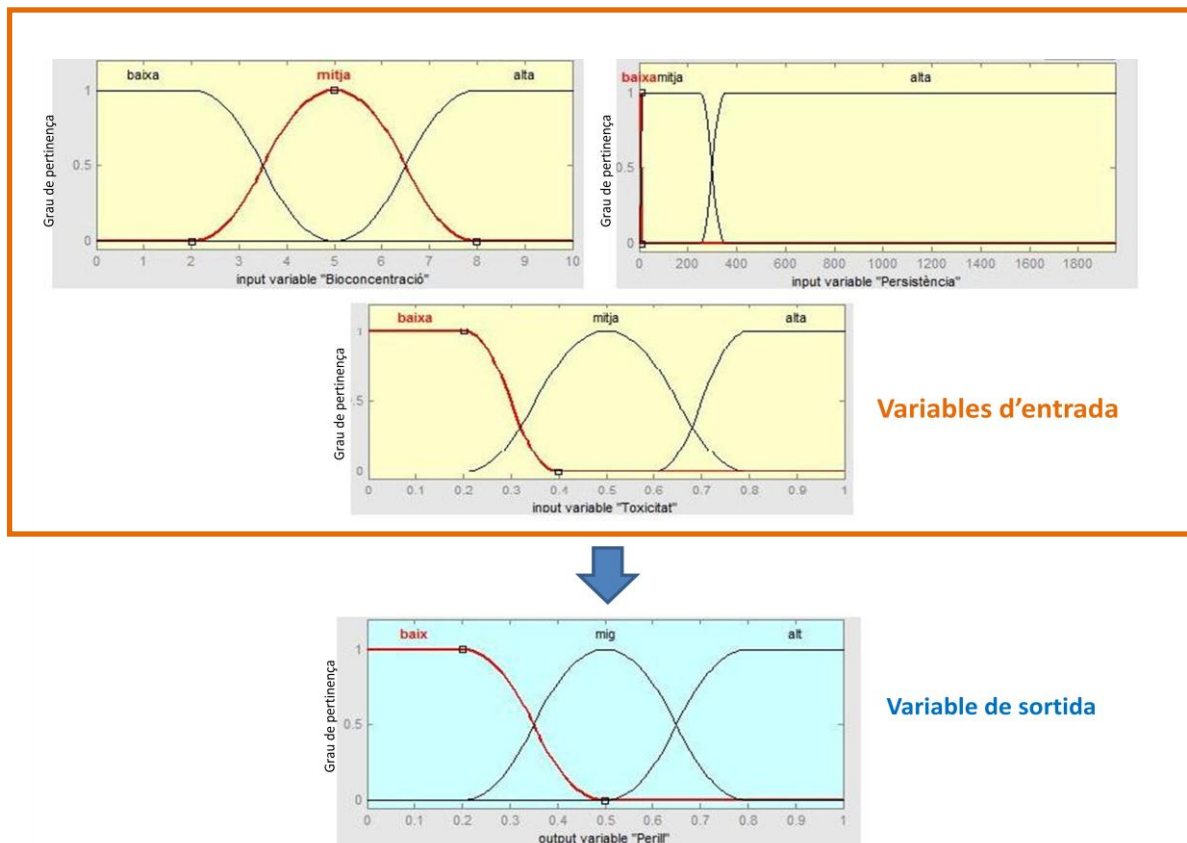 baixa mitja alta
Grau de pertinença
1
0.5
0
0 1 2 3 4 5 6 7 8 9 10
input variable "Bioconcentració"
baixa mitja alta
Grau de pertinença
1
0.5
0
200 400 600 800 1000 1200 1400 1600 1800
input variable "Persistència"
baixa mitja alta
Grau de pertinença
1
.5
0
0 0.1 0.2 0.3 0.4 0.5 0.6 0.7 0.8 0.9 1
input variable "Toxicitat"
Variables d’entrada
baix mig alt
Grau de pertinença
1
0.5
0
0 0.1 0.2 0.3 0.4 0.5 0.6 0.7 0.8 0.9 1
output variable "Perill"
Variable de sortida